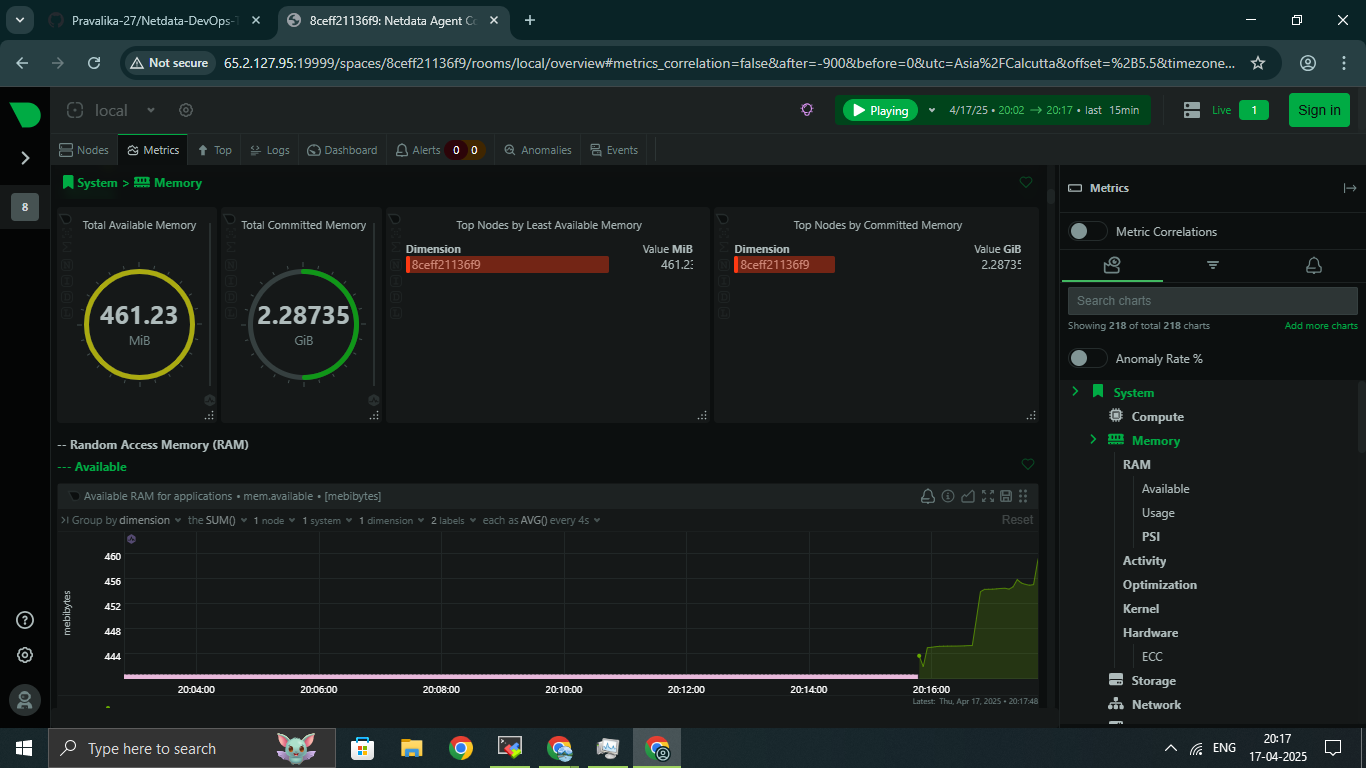 Pravalika-27/Netdata-DevOps-T
8ceff21136f9: Netdata Agent Co
Not secure
65.2.127.95:19999/spaces/8ceff21136f9/rooms/local/overview#metrics_correlation=false&after=-900&before=0&utc=Asia%2FCalcutta&offset=%2B5.5&timezone...
local
Playing
4/17/25 • 20:02 → 20:17 • last 15min
Live
1
Sign in
Nodes
Metrics
Top
Logs
Dashboard
Alerts
0
0
Anomalies
Events
8
System > Memory
Total Available Memory
461.23
MiB
Total Committed Memory
2.28735
GiB
Top Nodes by Least Available Memory
Dimension Value MiB
8ceff21136f9 461.23
Top Nodes by Committed Memory
Dimension Value GiB
8ceff21136f9 2.28735
-- Random Access Memory (RAM)
--- Available
Available RAM for applications • mem.available • [mebibytes]
Group by dimension the SUM() 1 node 1 system 1 dimension 2 labels each as AVG() every 4s Reset
mebibytes
460
456
452
448
444
20:04:00 20:06:00 20:08:00 20:10:00 20:12:00 20:14:00 20:16:00
Latest: Thu, Apr 17, 2025 • 20:17:48
Metrics
Metric Correlations
Search charts
Showing 218 of total 218 charts Add more charts
Anomaly Rate %
System
Compute
Memory
RAM
Available
Usage
PSI
Activity
Optimization
Kernel
Hardware
ECC
Storage
Network
Type here to search
ENG
20:17
17-04-2025